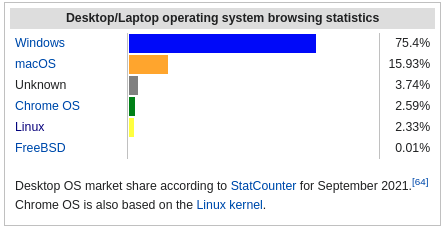 Desktop/Laptop operating system browsing statistics
Windows 75.4%
macOS 15.93%
Unknown 3.74%
Chrome OS 2.59%
Linux 2.33%
FreeBSD 0.01%
Desktop OS market share according to StatCounter for September 2021.[64]
Chrome OS is also based on the Linux kernel.